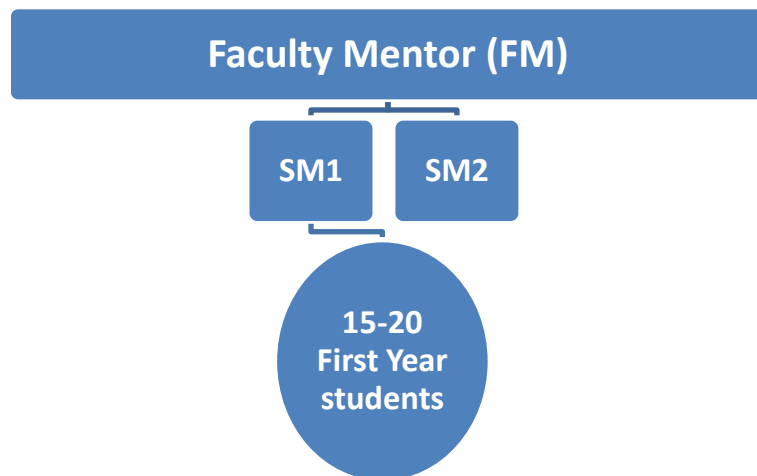 Faculty Mentor (FM)
SM1
SM2
15-20
First Year
students